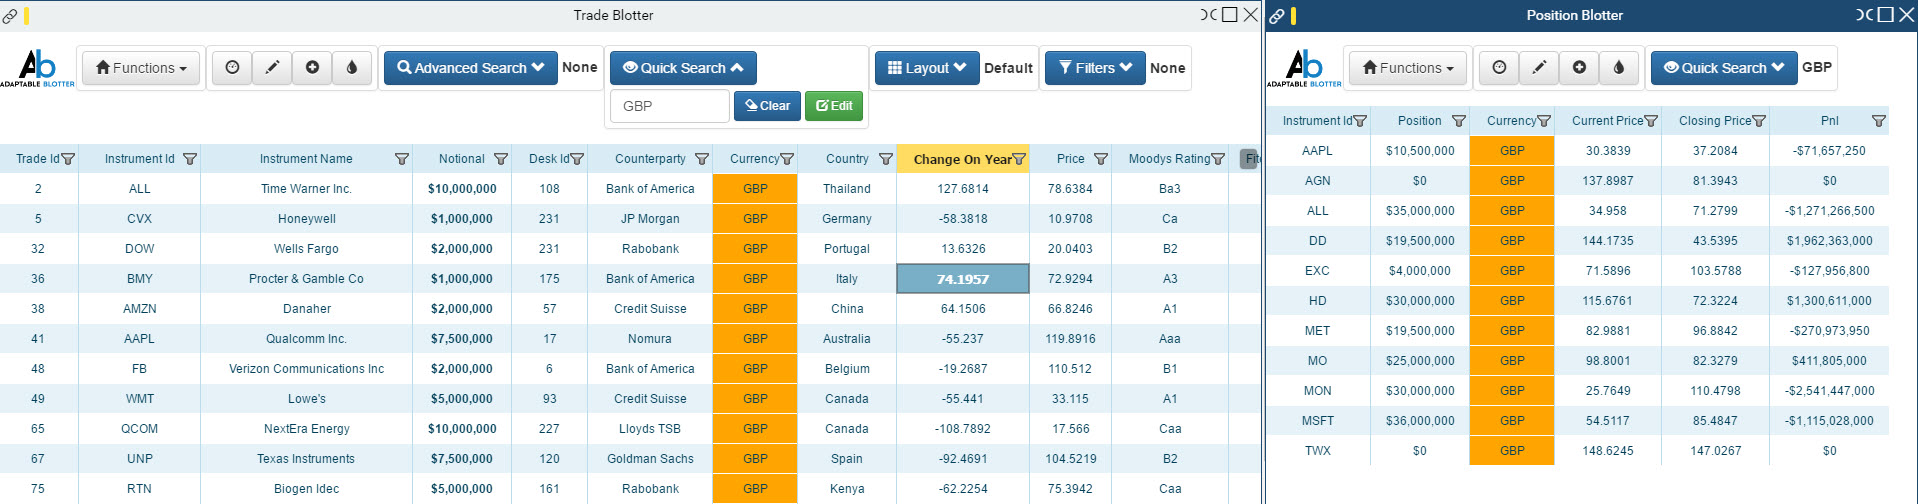 Trade Blotter
Ab
ADAPTABLE BLOTTER
Functions
Advanced Search
None
Quick Search
GBP
Clear
Edit
Layout
Default
Filters
None
Trade Id Instrument Id Instrument Name Notional Desk Id Counterparty Currency Country Change On Year Price Moodys Rating
2 ALL Time Warner Inc. $10,000,000 108 Bank of America GBP Thailand 127.6814 78.6384 Ba3
5 CVX Honeywell $1,000,000 231 JP Morgan GBP Germany -58.3818 10.9708 Ca
32 DOW Wells Fargo $2,000,000 231 Rabobank GBP Portugal 13.6326 20.0403 B2
36 BMY Procter & Gamble Co $1,000,000 175 Bank of America GBP Italy 74.1957 72.9294 A3
38 AMZN Danaher $2,000,000 57 Credit Suisse GBP China 64.1506 66.8246 A1
41 AAPL Qualcomm Inc. $7,500,000 17 Nomura GBP Australia -55.237 119.8916 Aaa
48 FB Verizon Communications Inc $2,000,000 6 Bank of America GBP Belgium -19.2687 110.512 B1
49 WMT Lowe's $5,000,000 93 Credit Suisse GBP Canada -55.441 33.115 A1
65 QCOM NextEra Energy $10,000,000 227 Lloyds TSB GBP Canada -108.7892 17.566 Caa
67 UNP Texas Instruments $7,500,000 120 Goldman Sachs GBP Spain -92.4691 104.5219 B2
75 RTN Biogen Idec $5,000,000 161 Rabobank GBP Kenya -62.2254 75.3942 Caa
Position Blotter
Ab
ADAPTABLE BLOTTER
Functions
Quick Search
GBP
Instrument Id Position Currency Current Price Closing Price Pnl
AAPL $10,500,000 GBP 30.3839 37.2084 -$71,657,250
AGN $0 GBP 137.8987 81.3943 $0
ALL $35,000,000 GBP 34.958 71.2799 -$1,271,266,500
DD $19,500,000 GBP 144.1735 43.5395 $1,962,363,000
EXC $4,000,000 GBP 71.5896 103.5788 -$127,956,800
HD $30,000,000 GBP 115.6761 72.3224 $1,300,611,000
MET $19,500,000 GBP 82.9881 96.8842 -$270,973,950
MO $25,000,000 GBP 98.8001 82.3279 $411,805,000
MON $30,000,000 GBP 25.7649 110.4798 -$2,541,447,000
MSFT $36,000,000 GBP 54.5117 85.4847 -$1,115,028,000
TWX $0 GBP 148.6245 147.0267 $0